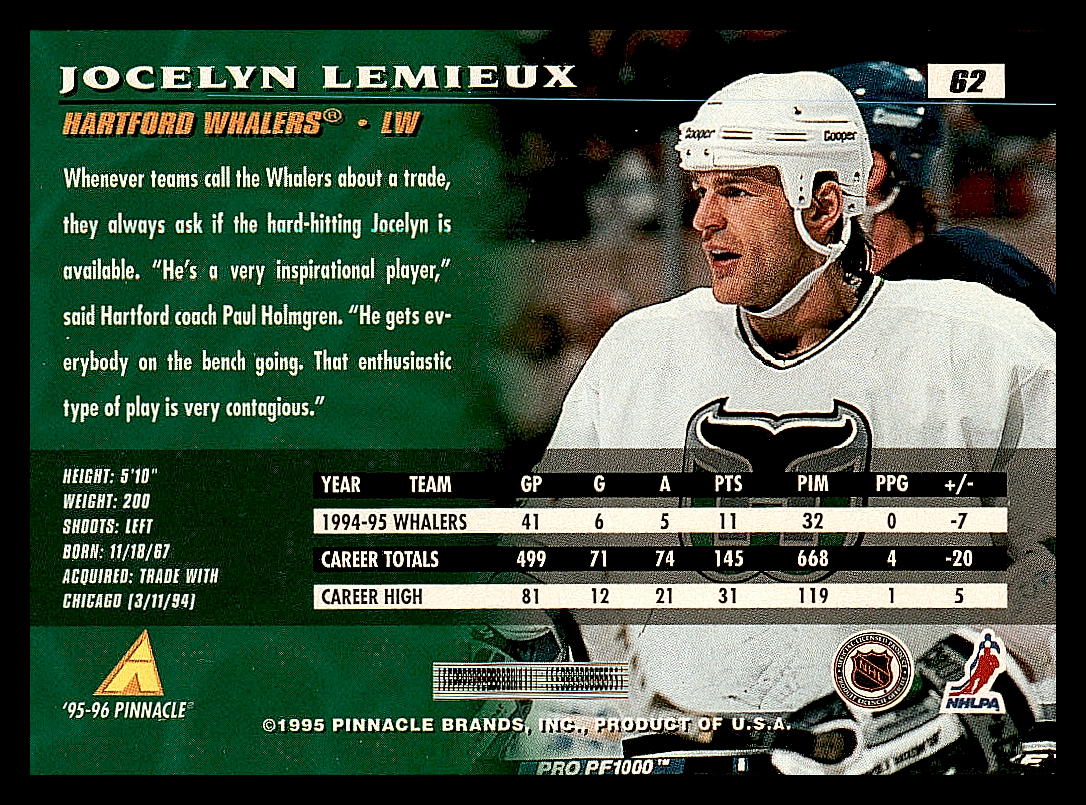 JOCELYN LEMIEUX
62
HARTFORD WHALERS® • LW
Cooper
Cooper
Whenever teams call the Whalers about a trade,
they always ask if the hard-hitting Jocelyn is
available. "He's a very inspirational player,"
said Hartford coach Paul Holmgren. "He gets ev-
erybody on the bench going. That enthusiastic
type of play is very contagious."
HEIGHT: 5'10"
WEIGHT: 200
SHOOTS: LEFT
BORN: 11/18/67
ACQUIRED: TRADE WITH
CHICAGO (3/11/94)
YEAR TEAM GP G A PTS PIM PPG +/-
1994-95 WHALERS 41 6 5 11 32 0 -7
CAREER TOTALS 499 71 74 145 668 4 -20
CAREER HIGH 81 12 21 31 119 1 5
'95-96 PINNACLE®
NHL
NHLPA
©1995 PINNACLE BRANDS, INC., PRODUCT OF U.S.A.
PRO PF1000™